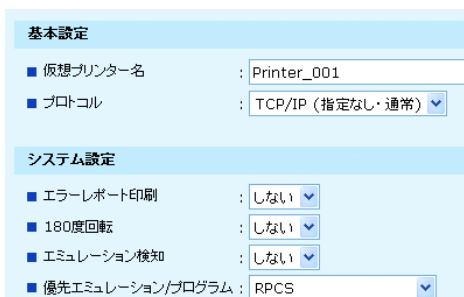 基本設定
■ 仮想プリンター名 : Printer_001
■ プロトコル : TCP/IP (指定なし・通常)
システム設定
■ エラーレポート印刷 : しない
■ 180度回転 : しない
■ エミュレーション検知 : しない
■ 優先エミュレーション/プログラム : RPCS